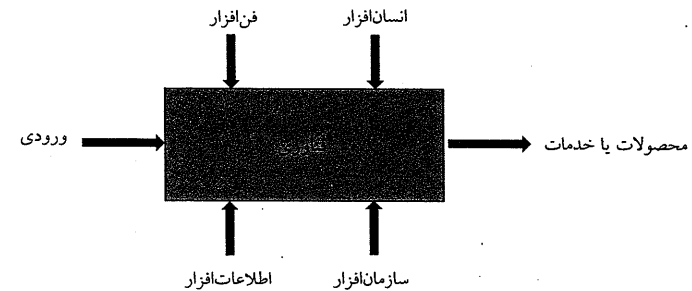 انسان‌افزار
فن‌افزار
ورودی
محصولات یا خدمات
سازمان‌افزار
اطلاعات‌افزار